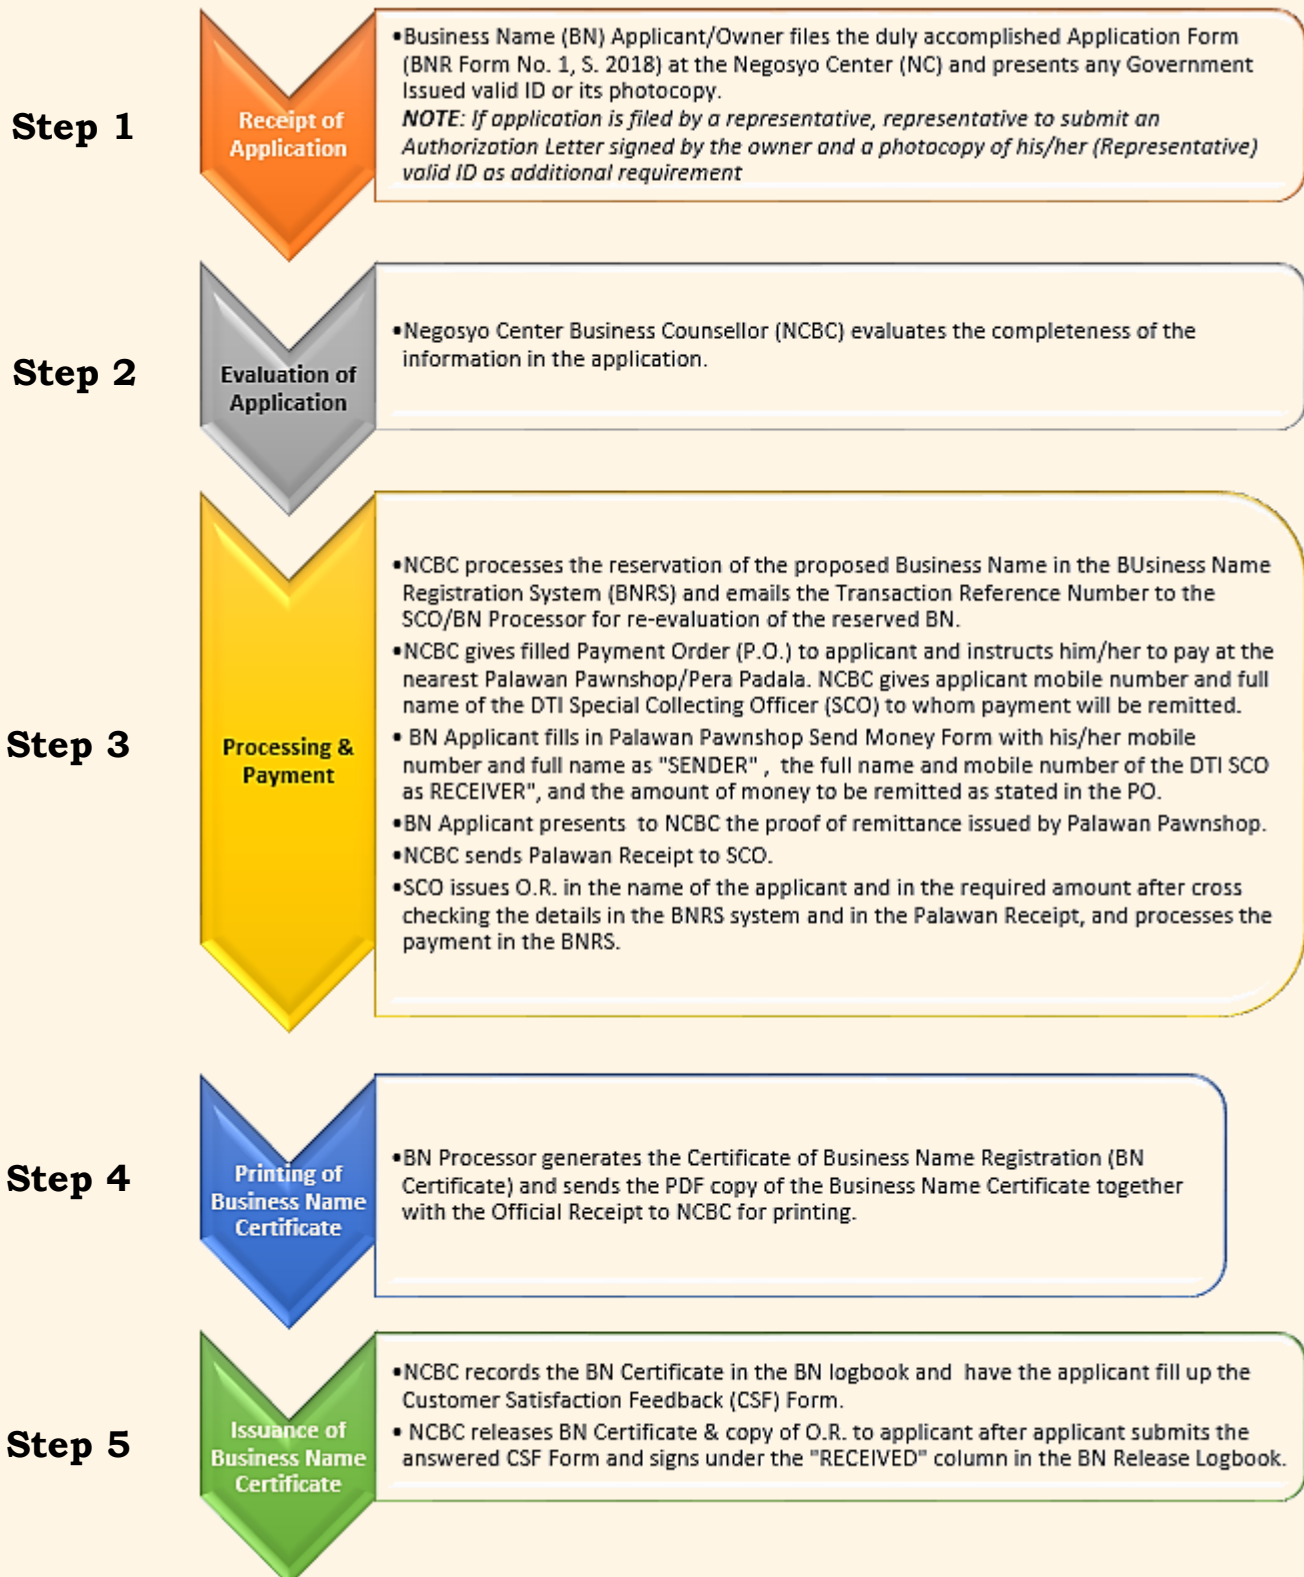 Step 1
Receipt of
Application
•Business Name (BN) Applicant/Owner files the duly accomplished Application Form
(BNR Form No. 1, S. 2018) at the Negosyo Center (NC) and presents any Government
Issued valid ID or its photocopy.
NOTE: If application is filed by a representative, representative to submit an
Authorization Letter signed by the owner and a photocopy of his/her (Representative)
valid ID as additional requirement
Step 2
Evaluation of
Application
•Negosyo Center Business Counsellor (NCBC) evaluates the completeness of the
information in the application.
Step 3
Processing &
Payment
•NCBC processes the reservation of the proposed Business Name in the BUsiness Name
Registration System (BNRS) and emails the Transaction Reference Number to the
SCO/BN Processor for re-evaluation of the reserved BN.
•NCBC gives filled Payment Order (P.O.) to applicant and instructs him/her to pay at the
nearest Palawan Pawnshop/Pera Padala. NCBC gives applicant mobile number and full
name of the DTI Special Collecting Officer (SCO) to whom payment will be remitted.
• BN Applicant fills in Palawan Pawnshop Send Money Form with his/her mobile
number and full name as "SENDER" , the full name and mobile number of the DTI SCO
as RECEIVER", and the amount of money to be remitted as stated in the PO.
•BN Applicant presents  to NCBC the proof of remittance issued by Palawan Pawnshop.
•NCBC sends Palawan Receipt to SCO.
•SCO issues O.R. in the name of the applicant and in the required amount after cross
checking the details in the BNRS system and in the Palawan Receipt, and processes the
payment in the BNRS.
Step 4
Printing of
Business Name
Certificate
•BN Processor generates the Certificate of Business Name Registration (BN
Certificate) and sends the PDF copy of the Business Name Certificate together
with the Official Receipt to NCBC for printing.
Step 5
Issuance of
Business Name
Certificate
•NCBC records the BN Certificate in the BN logbook and  have the applicant fill up the
Customer Satisfaction Feedback (CSF) Form.
• NCBC releases BN Certificate & copy of O.R. to applicant after applicant submits the
answered CSF Form and signs under the "RECEIVED" column in the BN Release Logbook.